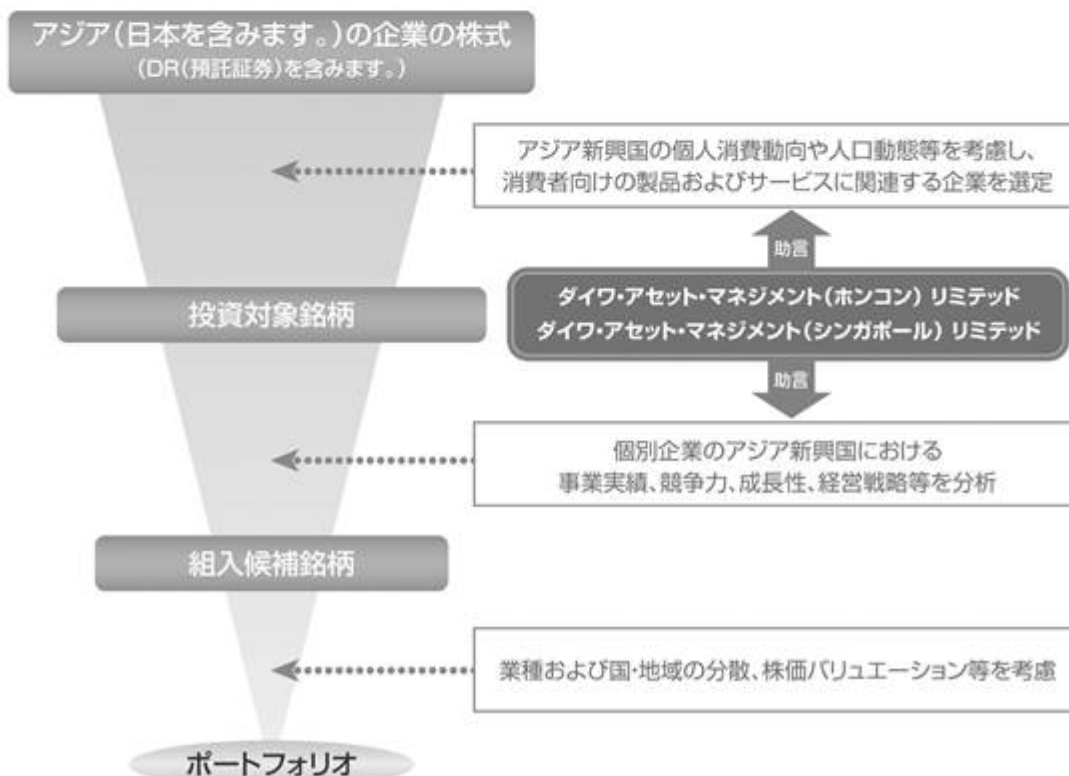 アジア(日本を含みます。)の企業の株式
(DR(預託証券)を含みます。)
アジア新興国の個人消費動向や人口動態等を考慮し、
消費者向けの製品およびサービスに関連する企業を選定
助言
ダイワ・アセット・マネジメント(ホンコン) リミテッド
ダイワ・アセット・マネジメント(シンガポール) リミテッド
投資対象銘柄
助言
個別企業のアジア新興国における
事業実績、競争力、成長性、経営戦略等を分析
組入候補銘柄
業種および国・地域の分散、株価バリュエーション等を考慮
ポートフォリオ